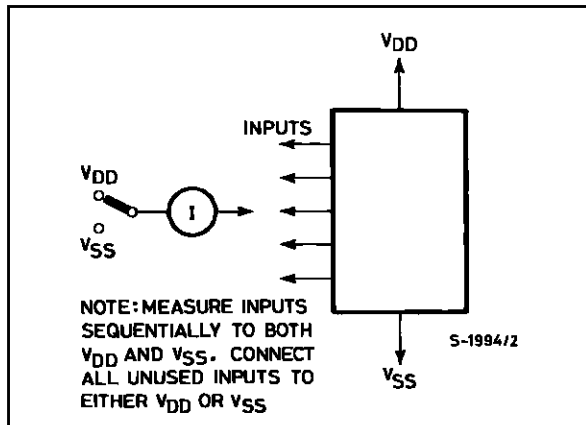 VDD
INPUTS
VDD
I
VSS
NOTE: MEASURE INPUTS
SEQUENTIALLY TO BOTH
VDD AND VSS. CONNECT
ALL UNUSED INPUTS TO
EITHER VDD OR VSS
S-1994/2
VSS